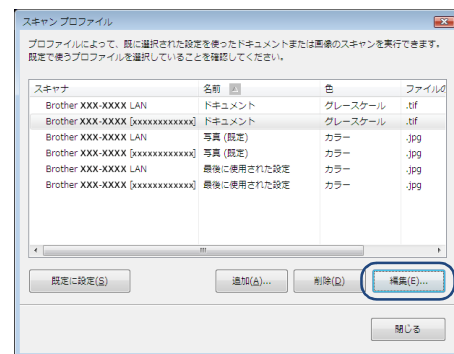 スキャン プロファイル
プロファイルによって、既に選択された設定を使ったドキュメントまたは画像のスキャンを実行できます。
既定で使うプロファイルを選択していることを確認してください。
スキャナ 名前 色 ファイルの
Brother XXX-XXXX LAN ドキュメント グレースケール .tif
Brother XXX-XXXX [xxxxxxxxxxxx] ドキュメント グレースケール .tif
Brother XXX-XXXX LAN 写真 (既定) カラー .jpg
Brother XXX-XXXX [xxxxxxxxxxxx] 写真 (既定) カラー .jpg
Brother XXX-XXXX LAN 最後に使用された設定 カラー .jpg
Brother XXX-XXXX [xxxxxxxxxxxx] 最後に使用された設定 カラー .jpg
既定に設定(S) 追加(A)... 削除(D) 編集(E)...
閉じる